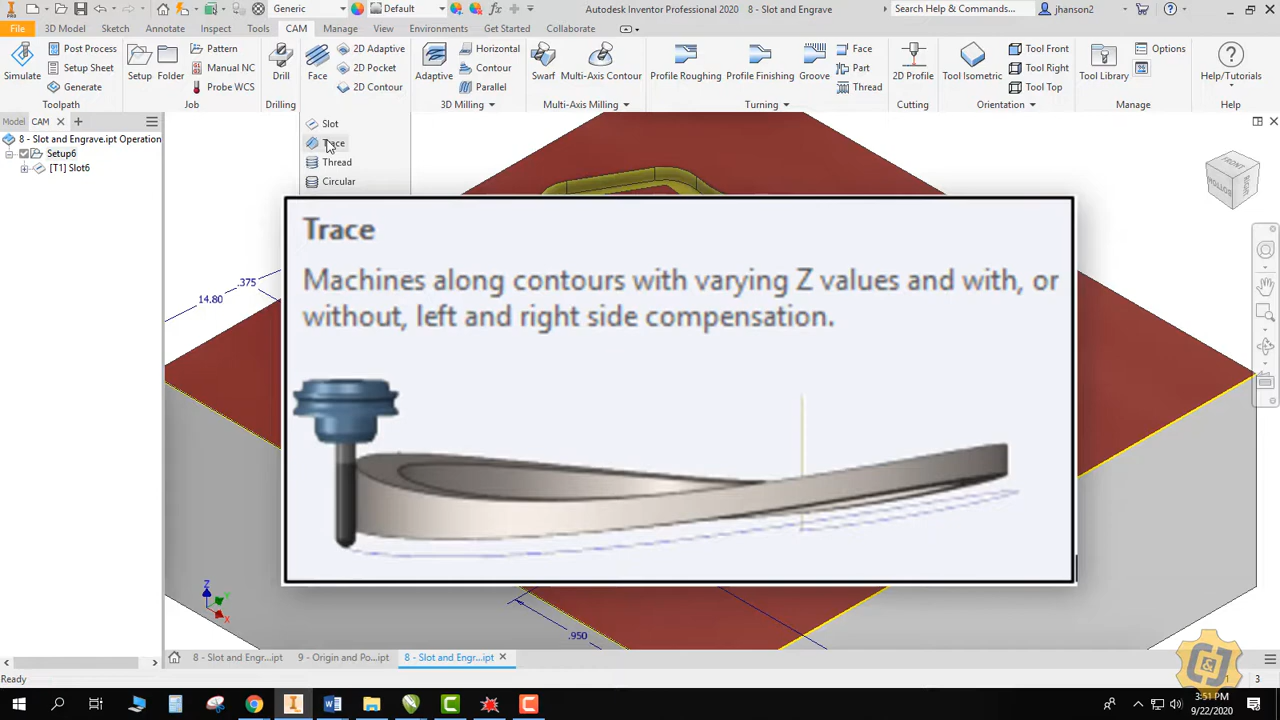 Generic
Default
fx
Autodesk Inventor Professional 2020
8 - Slot and Engrave
Search Help & Commands...
jhanson2
File
3D Model
Sketch
Annotate
Inspect
Tools
CAM
Manage
View
Environments
Get Started
Collaborate
Simulate
Post Process
Setup Sheet
Generate
Toolpath
Setup
Folder
Pattern
Manual NC
Probe WCS
Job
Drill
Drilling
Face
2D Adaptive
2D Pocket
2D Contour
Adaptive
Horizontal
Contour
Parallel
3D Milling
Swarf
Multi-Axis Contour
Multi-Axis Milling
Profile Roughing
Profile Finishing
Groove
Face
Part
Thread
Turning
2D Profile
Cutting
Tool Isometric
Tool Front
Tool Right
Tool Top
Orientation
Tool Library
Options
Manage
Help/Tutorials
Help
Model
CAM
Slot
Trace
Thread
Circular
8 - Slot and Engrave.ipt Operation
Setup6
[T1] Slot6
FRONT
BOTTOM
RIGHT
.375
14.80
Trace
Machines along contours with varying Z values and with, or
without, left and right side compensation.
Z
Y
X
.950
8 - Slot and Engr...ipt
9 - Origin and Po...ipt
8 - Slot and Engr...ipt
Ready
1
3
3:51 PM
9/22/2020